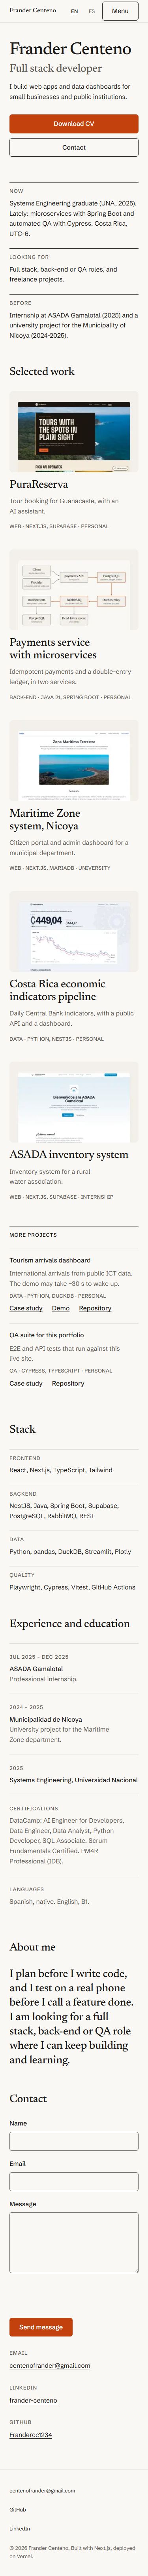 Frander Centeno EN ES Menu
Frander Centeno
Full stack developer
I build web apps and data dashboards for
small businesses and public institutions.
Download CV
Contact
NOW
Systems Engineering graduate (UNA, 2025).
Lately: microservices with Spring Boot and
automated QA with Cypress. Costa Rica,
UTC-6.
LOOKING FOR
Full stack, back-end or QA roles, and
freelance projects.
BEFORE
Internship at ASADA Gamalotal (2025) and a
university project for the Municipality of
Nicoya (2024-2025).
Selected work
TOURS WITH
THE SPOTS IN
PLAIN SIGHT
PICK AN OPERATION
PuraReserva
Tour booking for Guanacaste, with an
AI assistant.
WEB · NEXT.JS, SUPABASE · PERSONAL
Payments service
with microservices
Idempotent payments and a double-entry
ledger, in two services.
BACK-END · JAVA 21, SPRING BOOT · PERSONAL
Zona Marítima Terrestre
Maritime Zone
system, Nicoya
Citizen portal and admin dashboard for a
municipal department.
WEB · NEXT.JS, MARIADB · UNIVERSITY
449,04
Costa Rica economic
indicators pipeline
Daily Central Bank indicators, with a public
API and a dashboard.
DATA · PYTHON, NESTJS · PERSONAL
Bienvenidos a la ASADA
Gamalotal
ASADA inventory system
Inventory system for a rural
water association.
WEB · NEXT.JS, SUPABASE · INTERNSHIP
MORE PROJECTS
Tourism arrivals dashboard
International arrivals from public ICT data.
The demo may take ~30 s to wake up.
DATA · PYTHON, DUCKDB · PERSONAL
Case study Demo Repository
QA suite for this portfolio
E2E and API tests that run against this
live site.
QA · CYPRESS, TYPESCRIPT · PERSONAL
Case study Repository
Stack
FRONTEND
React, Next.js, TypeScript, Tailwind
BACKEND
NestJS, Java, Spring Boot, Supabase,
PostgreSQL, RabbitMQ, REST
DATA
Python, pandas, DuckDB, Streamlit, Plotly
QUALITY
Playwright, Cypress, Vitest, GitHub Actions
Experience and education
JUL 2025 – DEC 2025
ASADA Gamalotal
Professional internship.
2024 – 2025
Municipalidad de Nicoya
University project for the Maritime
Zone department.
2025
Systems Engineering, Universidad Nacional
CERTIFICATIONS
DataCamp: AI Engineer for Developers,
Data Engineer, Data Analyst, Python
Developer, SQL Associate. Scrum
Fundamentals Certified. PM4R
Professional (IDB).
LANGUAGES
Spanish, native. English, B1.
About me
I plan before I write code,
and I test on a real phone
before I call a feature done.
I am looking for a full
stack, back-end or QA role
where I can keep building
and learning.
Contact
Name
Email
Message
Send message
EMAIL
centenofrander@gmail.com
LINKEDIN
frander-centeno
GITHUB
Frandercc1234
centenofrander@gmail.com
GitHub
LinkedIn
© 2026 Frander Centeno. Built with Next.js, deployed
on Vercel.